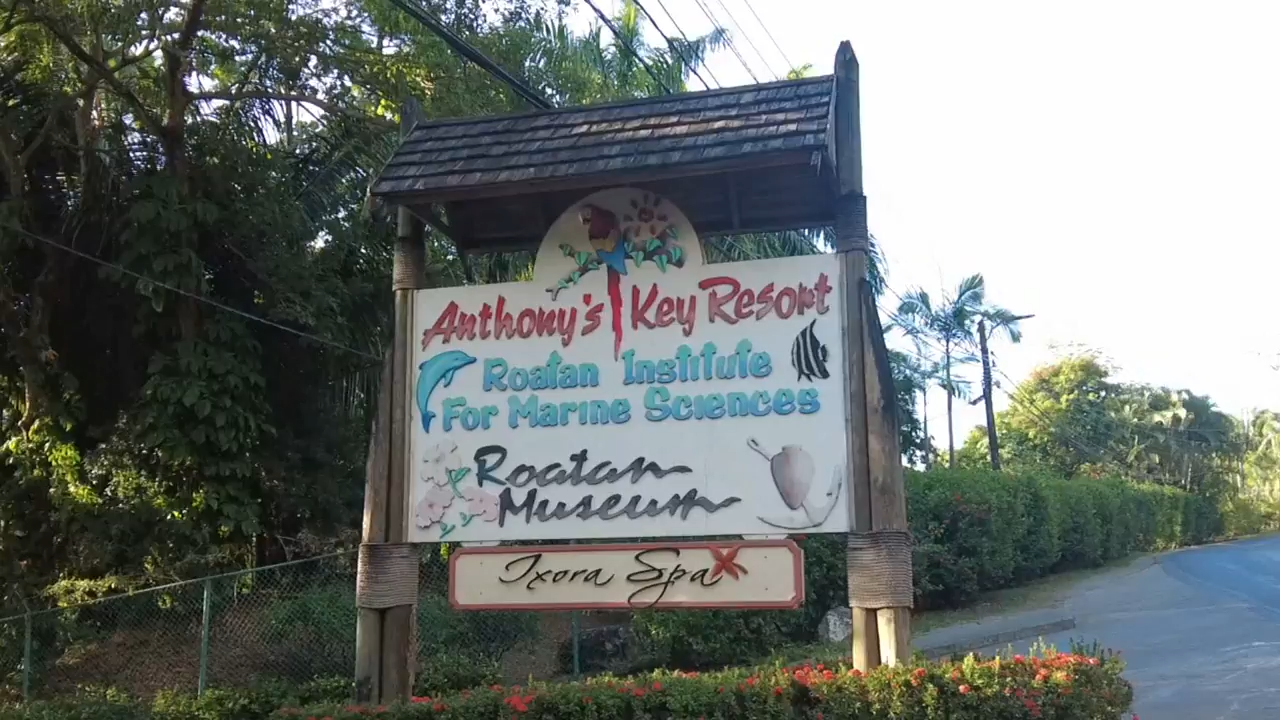 Anthony's Key Resort
Roatan Institute
For Marine Sciences
Roatan
Museum
Ixora Spa